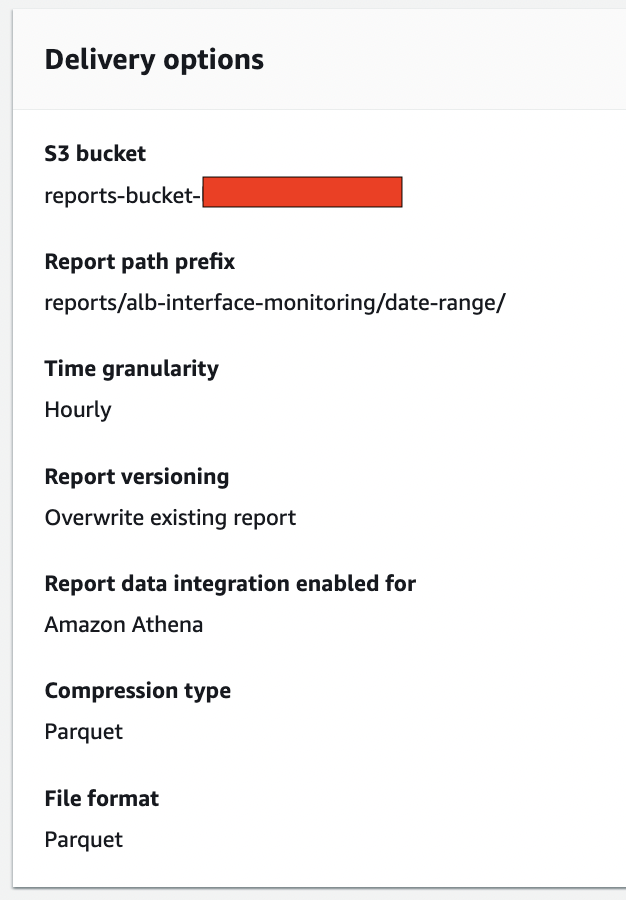 Delivery options
S3 bucket
reports-bucket-
Report path prefix
reports/alb-interface-monitoring/date-range/
Time granularity
Hourly
Report versioning
Overwrite existing report
Report data integration enabled for
Amazon Athena
Compression type
Parquet
File format
Parquet